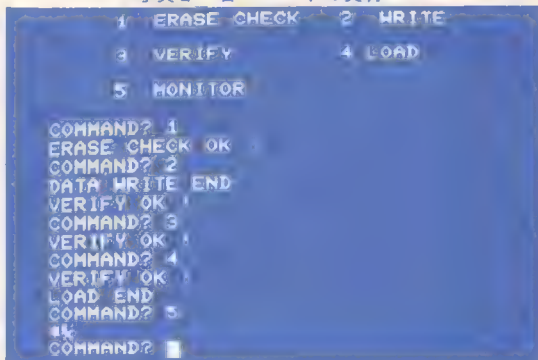 1 ERASE CHECK 2 WRITE
3 VERIFY 4 LOAD
5 MONITOR
COMMAND? 1
ERASE CHECK OK
COMMAND? 2
DATA WRITE END
VERIFY OK !
COMMAND? 3
VERIFY OK !
COMMAND? 4
VERIFY OK !
LOAD END
COMMAND? 5
COMMAND?